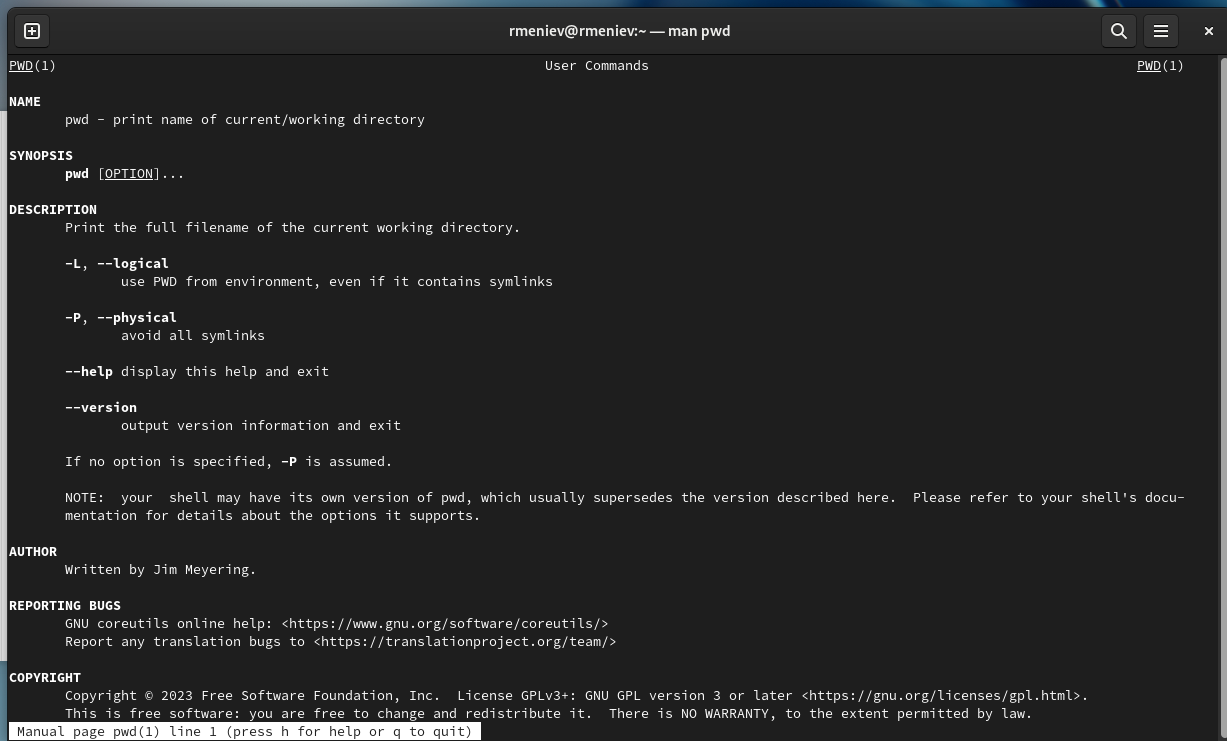 rmeniev@rmeniev:~ — man pwd
PWD(1) User Commands PWD(1)
NAME
pwd - print name of current/working directory
SYNOPSIS
pwd [OPTION]...
DESCRIPTION
Print the full filename of the current working directory.
-L, --logical
use PWD from environment, even if it contains symlinks
-P, --physical
avoid all symlinks
--help display this help and exit
--version
output version information and exit
If no option is specified, -P is assumed.
NOTE:  your  shell may have its own version of pwd, which usually supersedes the version described here.  Please refer to your shell's docu-
mentation for details about the options it supports.
AUTHOR
Written by Jim Meyering.
REPORTING BUGS
GNU coreutils online help: <https://www.gnu.org/software/coreutils/>
Report any translation bugs to <https://translationproject.org/team/>
COPYRIGHT
Copyright © 2023 Free Software Foundation, Inc.  License GPLv3+: GNU GPL version 3 or later <https://gnu.org/licenses/gpl.html>.
This is free software: you are free to change and redistribute it.  There is NO WARRANTY, to the extent permitted by law.
Manual page pwd(1) line 1 (press h for help or q to quit)